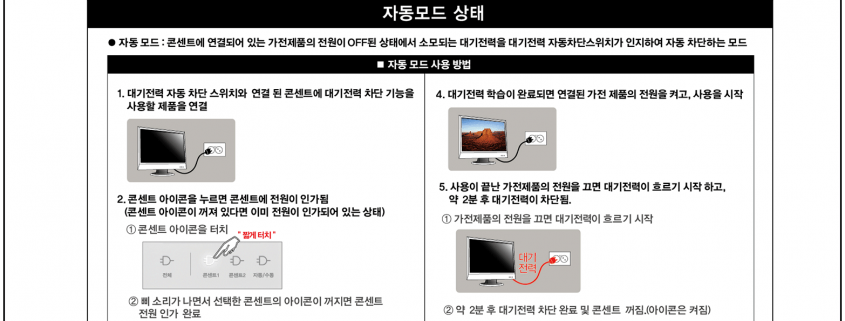 자동모드 상태
● 자동 모드 : 콘센트에 연결되어 있는 가전제품의 전원이 OFF된 상태에서 소모되는 대기전력을 대기전력 자동차단스위치가 인지하여 자동 차단하는 모드
■ 자동 모드 사용 방법
1. 대기전력 자동 차단 스위치와 연결 된 콘센트에 대기전력 차단 기능을
사용할 제품을 연결
2. 콘센트 아이콘을 누르면 콘센트에 전원이 인가됨
(콘센트 아이콘이 꺼져 있다면 이미 전원이 인가되어 있는 상태)
① 콘센트 아이콘을 터치
" 짧게 터치 "
전체 콘센트1 콘센트2 자동/수동
② 삐 소리가 나면서 선택한 콘센트의 아이콘이 꺼지면 콘센트
전원 인가 완료
4. 대기전력 학습이 완료되면 연결된 가전 제품의 전원을 켜고, 사용을 시작
5. 사용이 끝난 가전제품의 전원을 끄면 대기전력이 흐르기 시작 하고,
약 2분 후 대기전력이 차단됨.
① 가전제품의 전원을 끄면 대기전력이 흐르기 시작
대기
전력
② 약 2분 후 대기전력 차단 완료 및 콘센트 꺼짐.(아이콘은 켜짐)